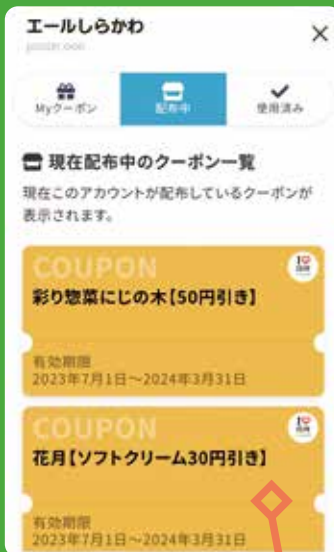 エールしらかわ
Myクーポン
配布中
使用済み
現在配布中のクーポン一覧
現在このアカウントが配布しているクーポンが
表示されます。
COUPON
彩り惣菜にじの木【50円引き】
有効期限
2023年7月1日～2024年3月31日
COUPON
花月【ソフトクリーム30円引き】
有効期限
2023年7月1日～2024年3月31日